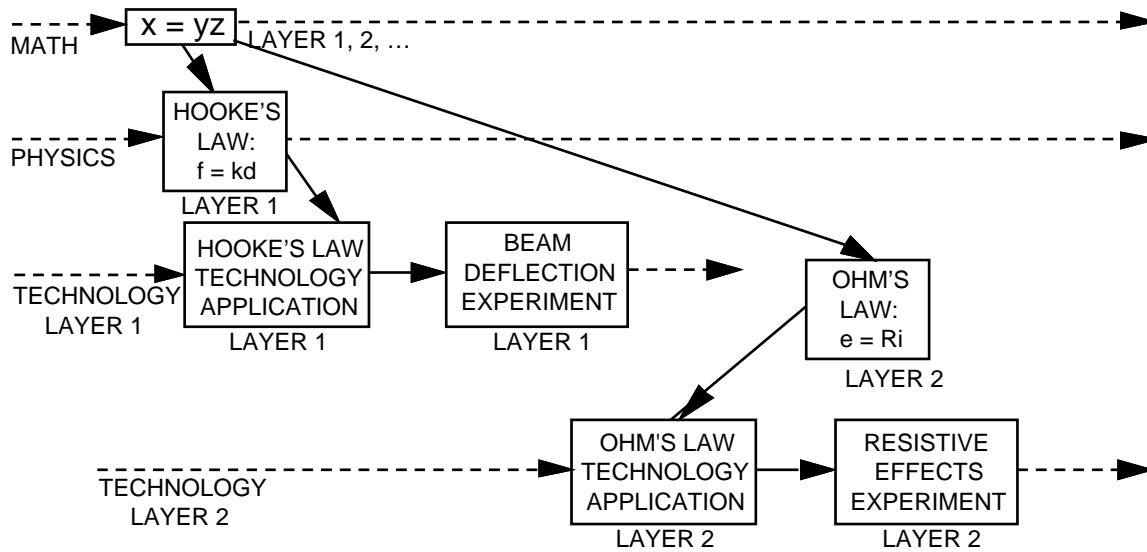 x = yz
MATH
LAYER 1, 2, …
HOOKE'S
LAW:
f = kd
PHYSICS
LAYER 1
HOOKE'S LAW
TECHNOLOGY
APPLICATION
LAYER 1
BEAM
DEFLECTION
EXPERIMENT
LAYER 1
TECHNOLOGY
LAYER 1
OHM'S
LAW:
e = Ri
LAYER 2
OHM'S LAW
TECHNOLOGY
APPLICATION
LAYER 2
RESISTIVE
EFFECTS
EXPERIMENT
LAYER 2
TECHNOLOGY
LAYER 2